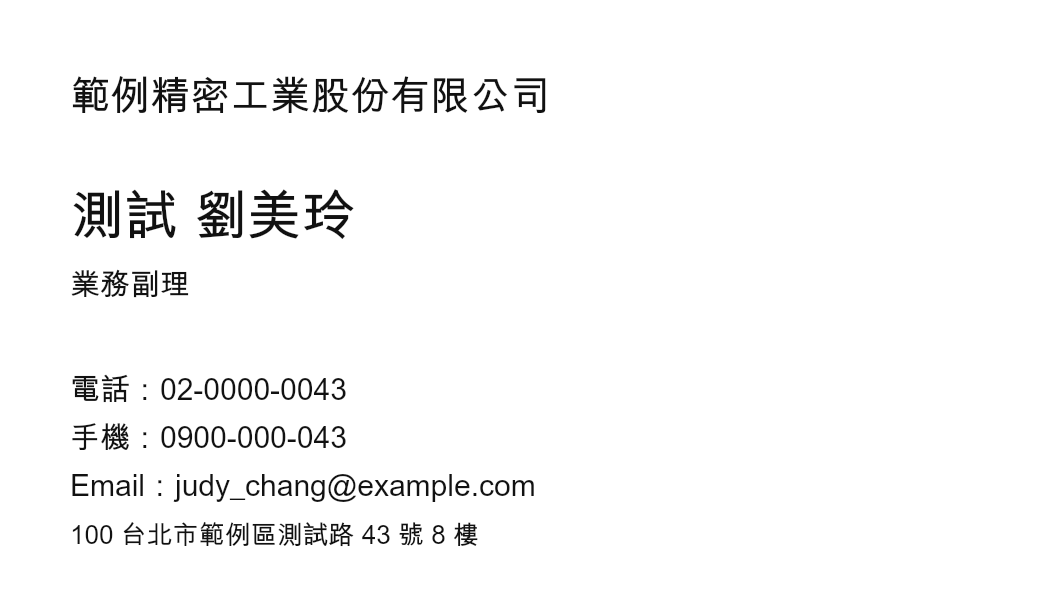 範例精密工業股份有限公司
測試 劉美玲
業務副理
電話：02-0000-0043
手機：0900-000-043
Email：judy_chang@example.com
100 台北市範例區測試路 43 號 8 樓